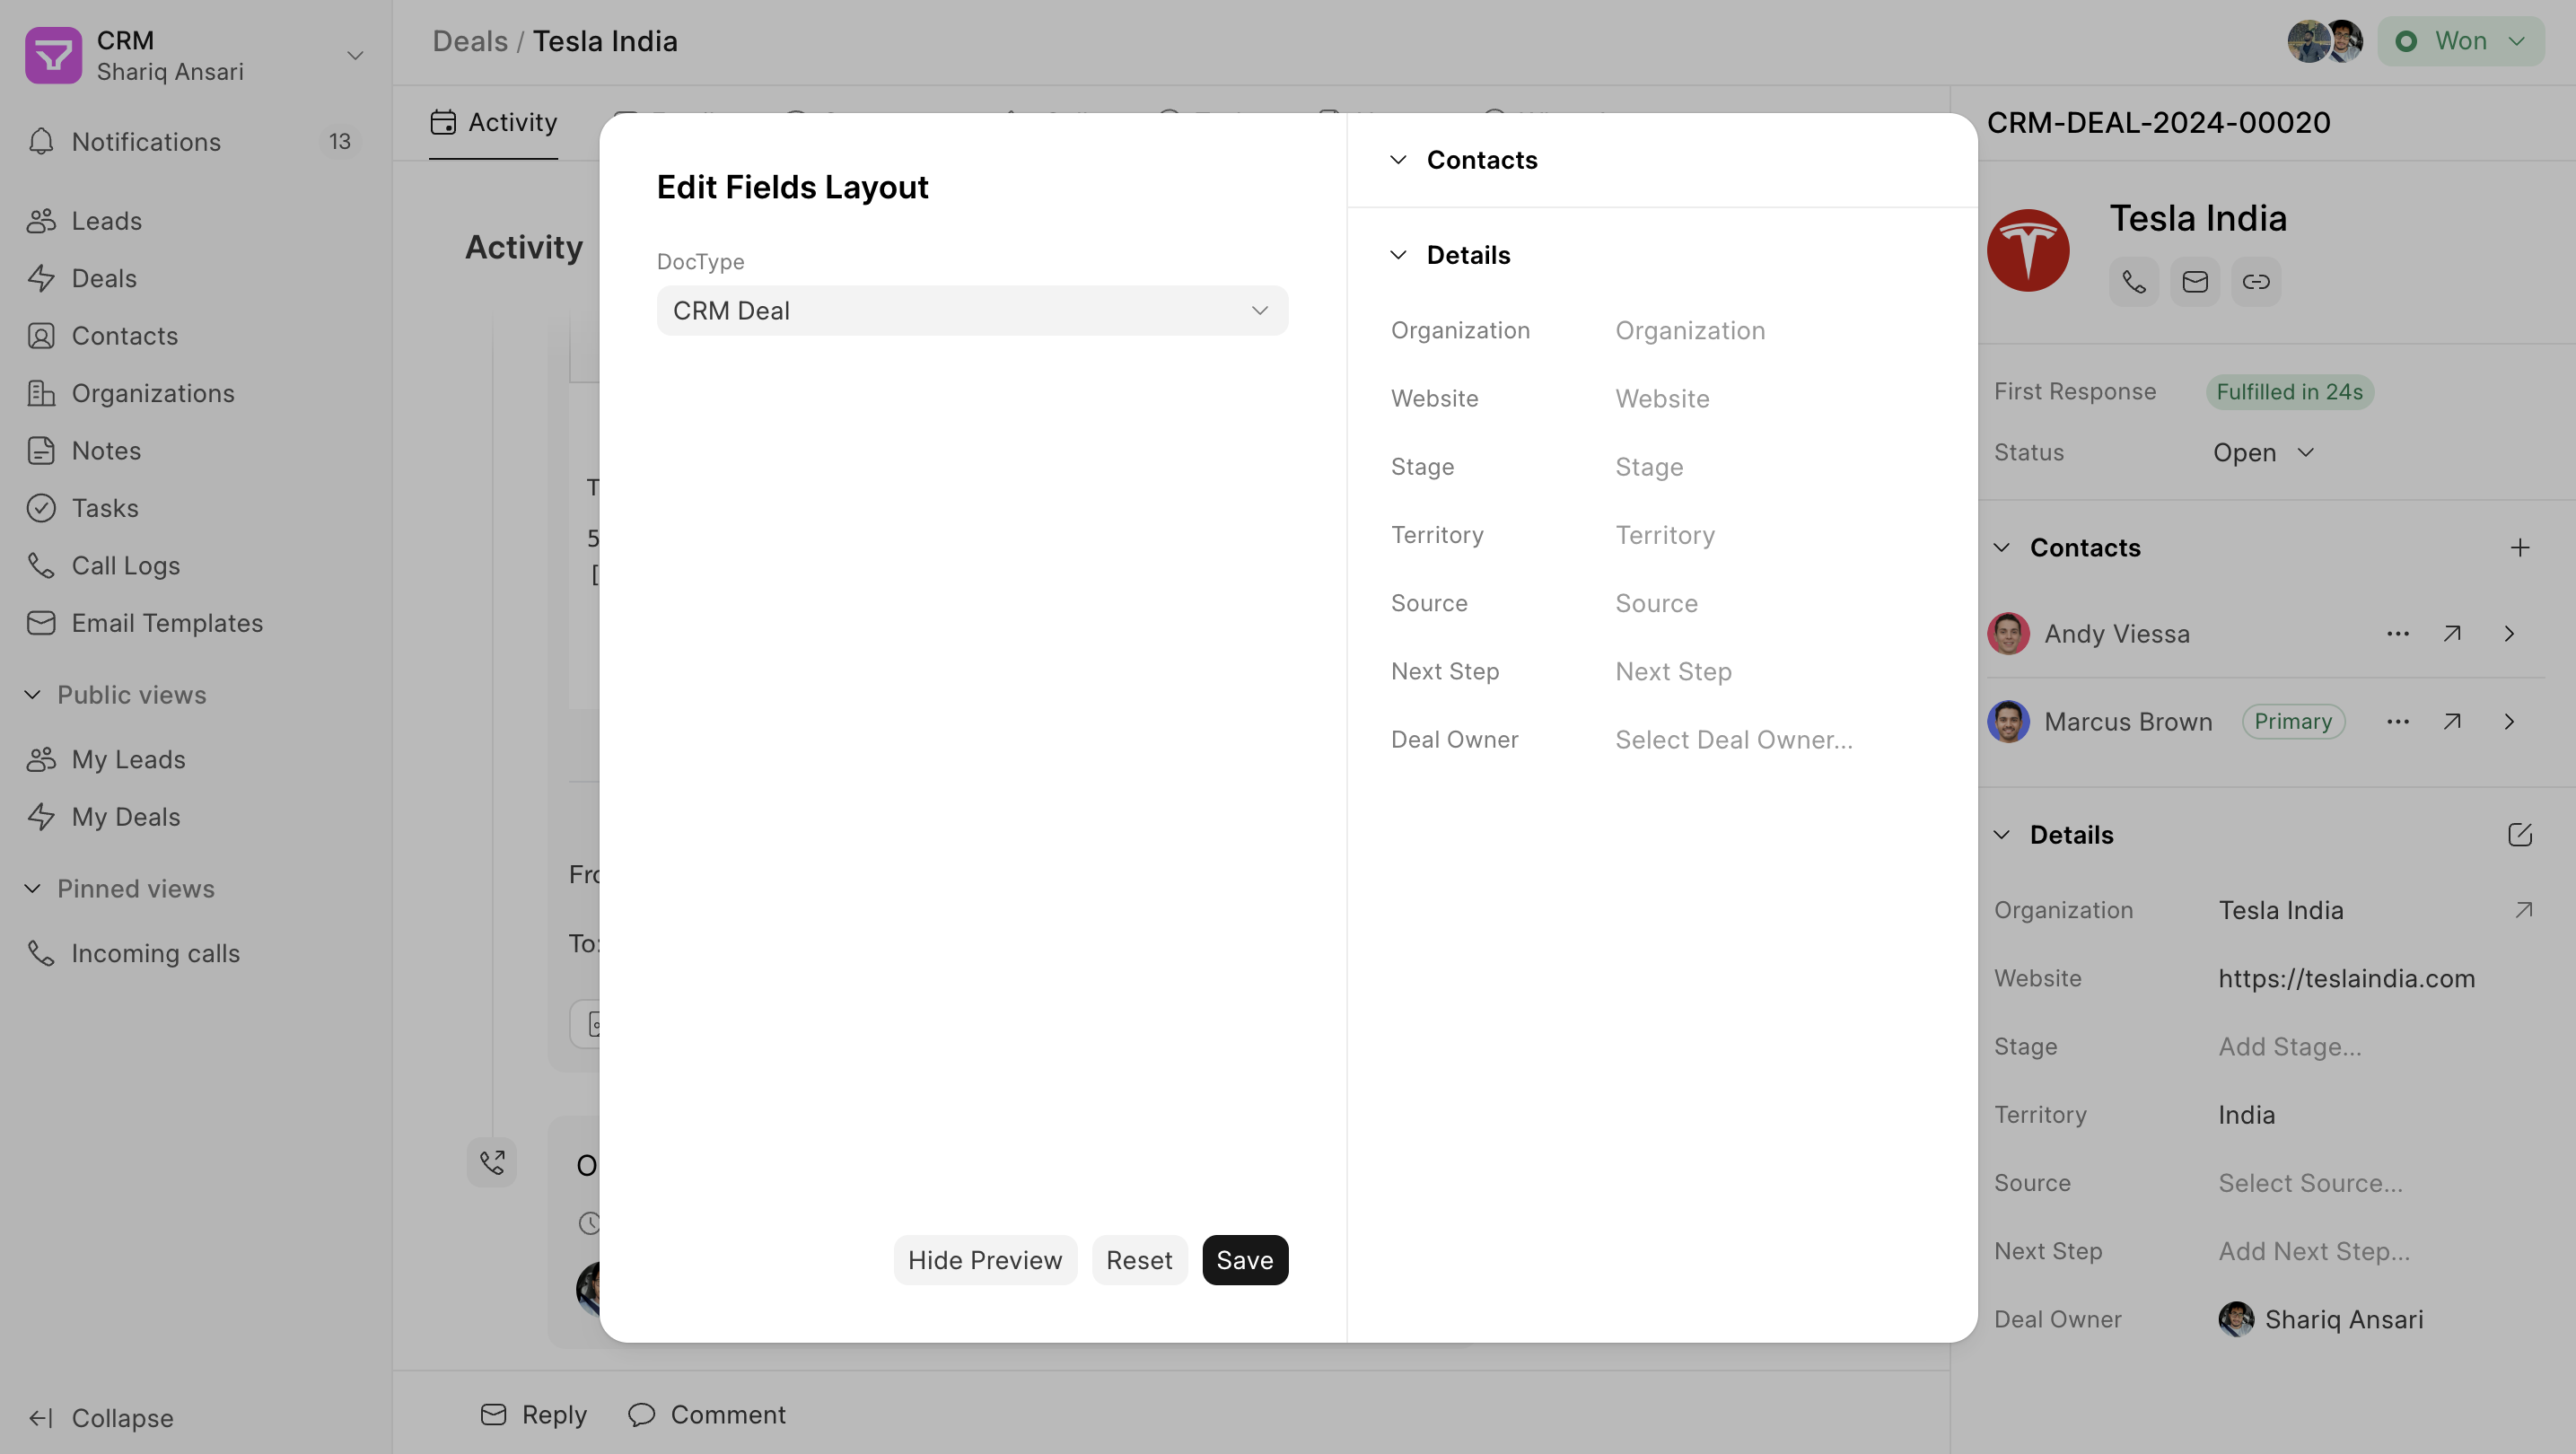 CRM
Shariq Ansari
Notifications 13
Leads
Deals
Contacts
Organizations
Notes
Tasks
Call Logs
Email Templates
Public views
My Leads
My Deals
Pinned views
Incoming calls
Collapse
Deals / Tesla India
Won
Activity
Activity
T
5
[
Fro
To:
O
Reply Comment
Edit Fields Layout
DocType
CRM Deal
Hide Preview Reset Save
Contacts
Details
Organization Organization
Website Website
Stage Stage
Territory Territory
Source Source
Next Step Next Step
Deal Owner Select Deal Owner...
CRM-DEAL-2024-00020
Tesla India
First Response Fulfilled in 24s
Status Open
Contacts
Andy Viessa
Marcus Brown Primary
Details
Organization Tesla India
Website https://teslaindia.com
Stage Add Stage...
Territory India
Source Select Source...
Next Step Add Next Step...
Deal Owner Shariq Ansari